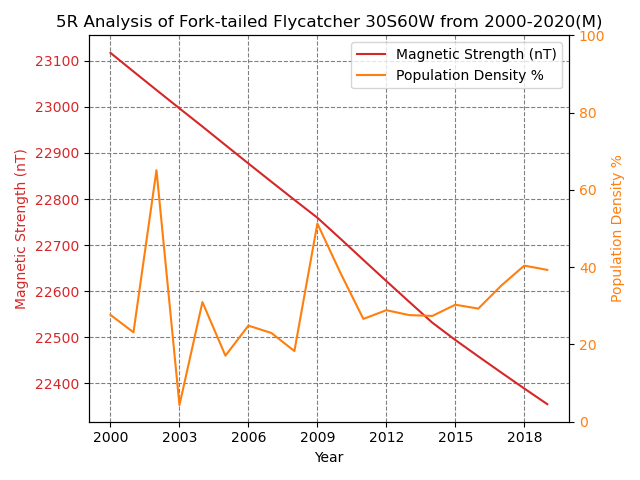 5R Analysis of Fork-tailed Flycatcher 30S60W from 2000-2020(M)
Magnetic Strength (nT)
Population Density %
23100
23000
22900
22800
22700
22600
22500
22400
Magnetic Strength (nT)
100
80
60
40
20
0
Population Density %
2000 2003 2006 2009 2012 2015 2018
Year